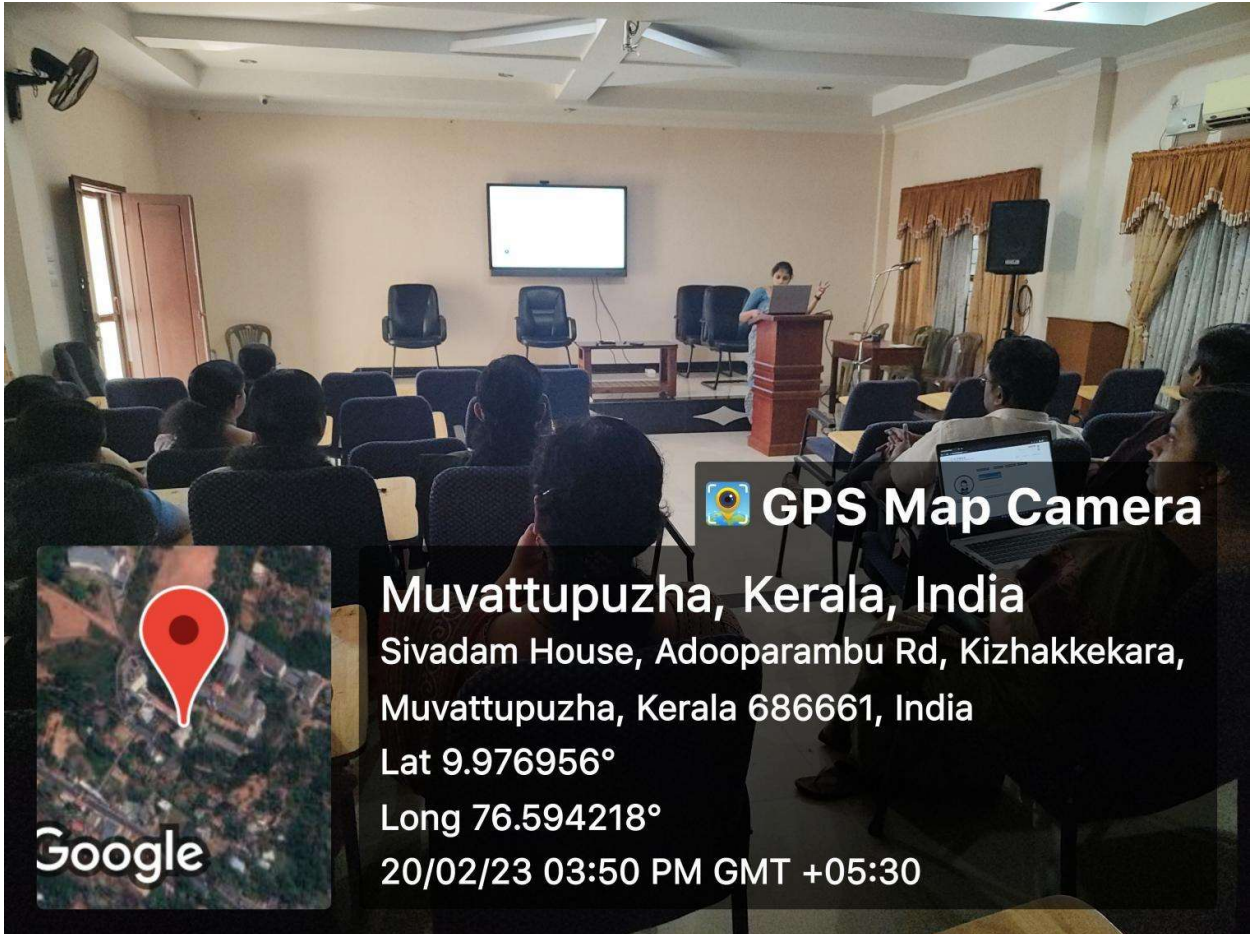 GPS Map Camera
Muvattupuzha, Kerala, India
Sivadam House, Adooparambu Rd, Kizhakkekara,
Muvattupuzha, Kerala 686661, India
Lat 9.976956°
Long 76.594218°
20/02/23 03:50 PM GMT +05:30
Google